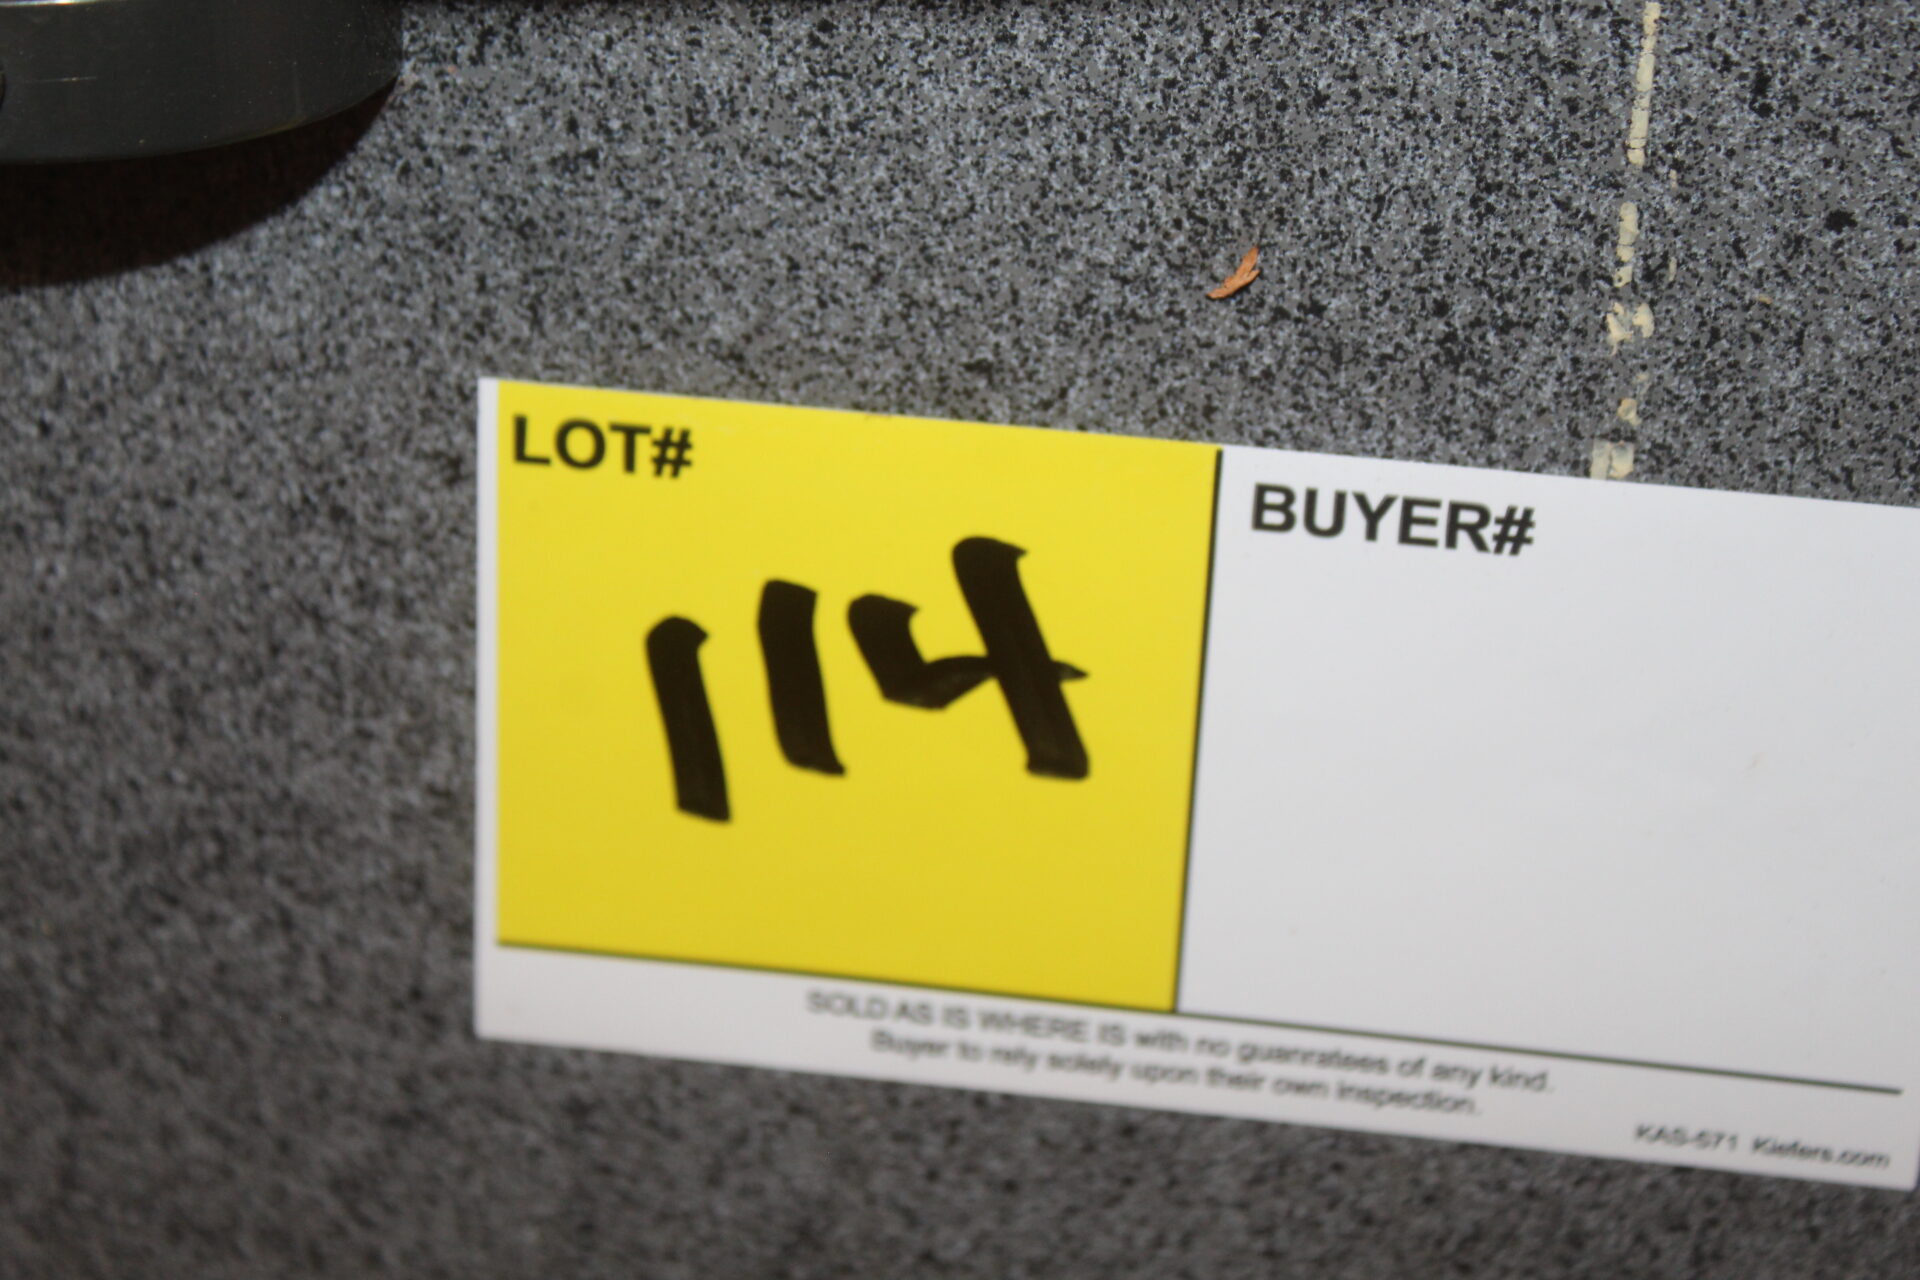 LOT#
BUYER#
114
SOLD AS IS WHERE IS with no guanratees of any kind.
Buyer to rely solely upon their own inspection.
KAS-571 Kiefers.com